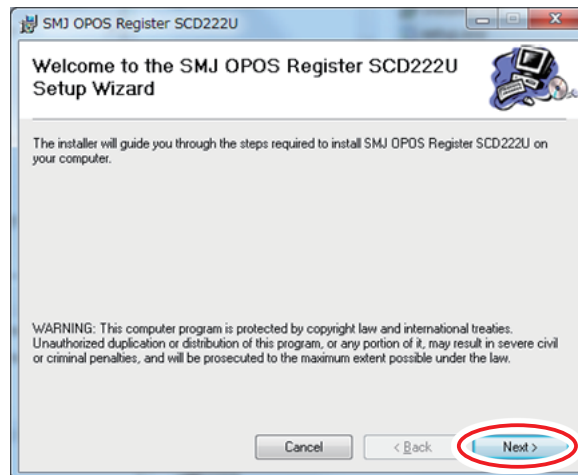 SMJ OPOS Register SCD222U
Welcome to the SMJ OPOS Register SCD222U
Setup Wizard
The installer will guide you through the steps required to install SMJ OPOS Register SCD222U on
your computer.
WARNING: This computer program is protected by copyright law and international treaties.
Unauthorized duplication or distribution of this program, or any portion of it, may result in severe civil
or criminal penalties, and will be prosecuted to the maximum extent possible under the law.
Cancel
< Back
Next >